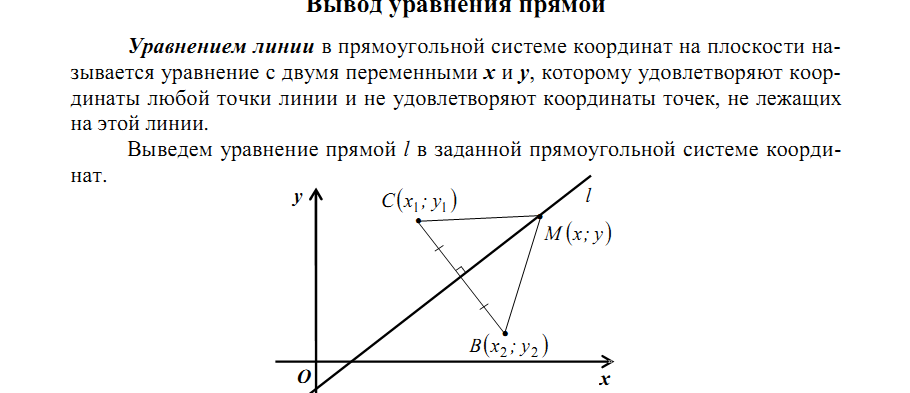 Вывод уравнения прямой
Уравнением линии в прямоугольной системе координат на плоскости на-
зывается уравнение с двумя переменными x и y, которому удовлетворяют коор-
динаты любой точки линии и не удовлетворяют координаты точек, не лежащих
на этой линии.
Выведем уравнение прямой l в заданной прямоугольной системе коорди-
нат.
y
C(x₁; y₁)
l
M(x; y)
B(x₂; y₂)
O
x